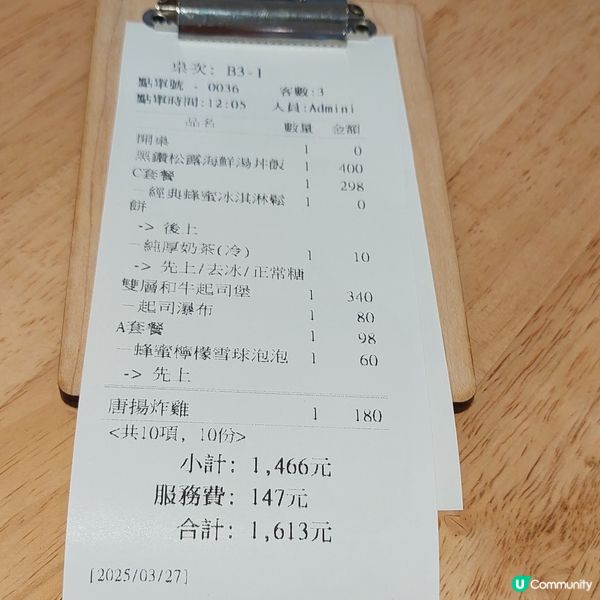 桌次: B3-1
點單號 - 0036 客數:3
點單時間:12:05 人員:Admini
品名 數量 金額
開桌 1 0
黑鑽松露海鮮湯丼飯 1 400
C套餐 1 298
－經典蜂蜜冰淇淋鬆 1 0
餅
-> 後上
－純厚奶茶(冷) 1 10
-> 先上/去冰/正常糖
雙層和牛起司堡 1 340
－起司瀑布 1 80
A套餐 1 98
－蜂蜜檸檬雪球泡泡 1 60
-> 先上
唐揚炸雞 1 180
<共10項, 10份>
小計: 1,466元
服務費: 147元
合計: 1,613元
[2025/03/27]
U Community